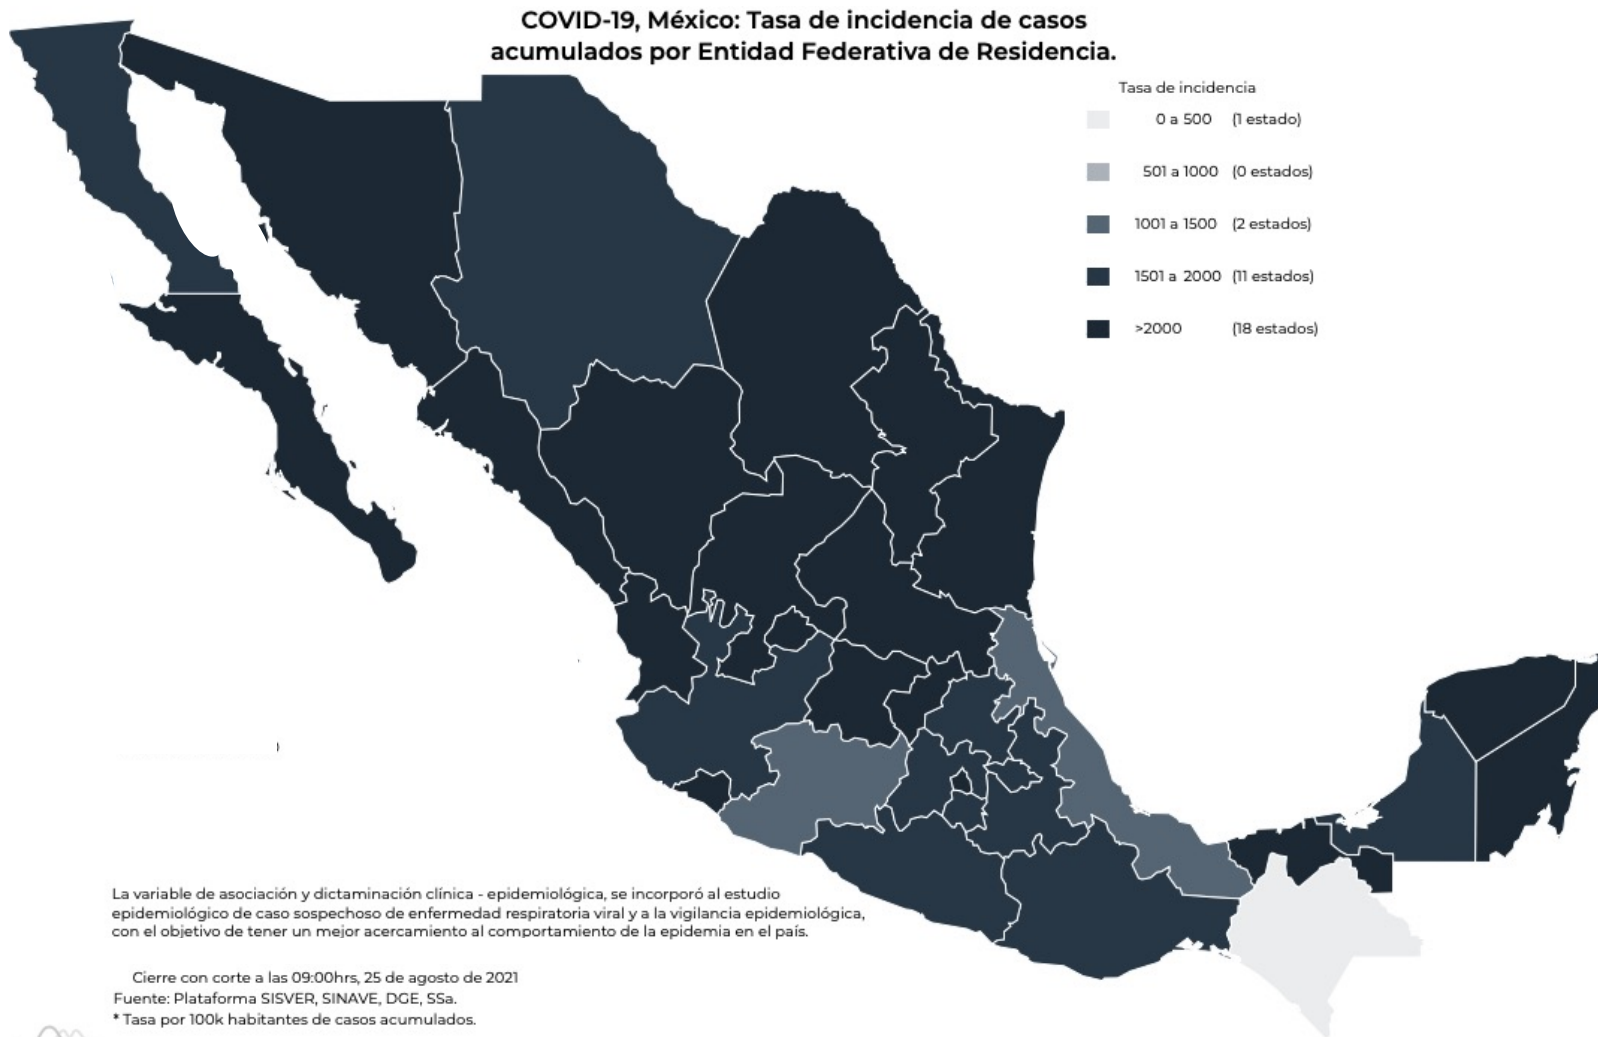 COVID-19, México: Tasa de incidencia de casos
acumulados por Entidad Federativa de Residencia.
Tasa de incidencia
0 a 500 (1 estado)
501 a 1000 (0 estados)
1001 a 1500 (2 estados)
1501 a 2000 (11 estados)
>2000 (18 estados)
La variable de asociación y dictaminación clínica - epidemiológica, se incorporó al estudio
epidemiológico de caso sospechoso de enfermedad respiratoria viral y a la vigilancia epidemiológica,
con el objetivo de tener un mejor acercamiento al comportamiento de la epidemia en el país.
Cierre con corte a las 09:00hrs, 25 de agosto de 2021
Fuente: Plataforma SISVER, SINAVE, DGE, SSa.
* Tasa por 100k habitantes de casos acumulados.